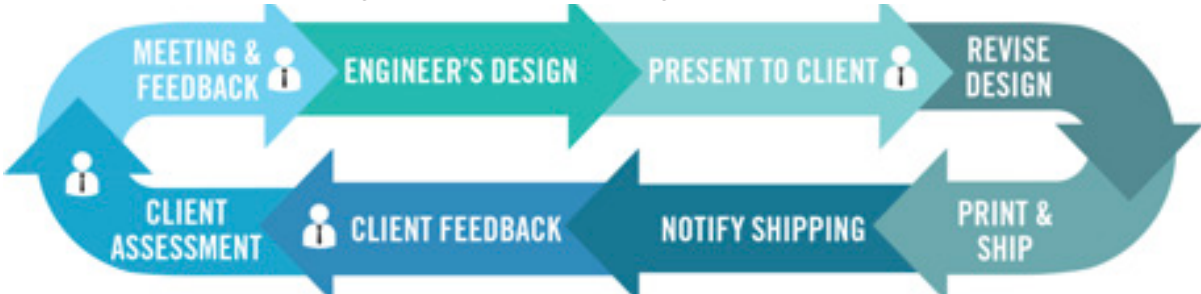 MEETING &
FEEDBACK
ENGINEER'S DESIGN
PRESENT TO CLIENT
REVISE
DESIGN
PRINT &
SHIP
NOTIFY SHIPPING
CLIENT FEEDBACK
CLIENT
ASSESSMENT